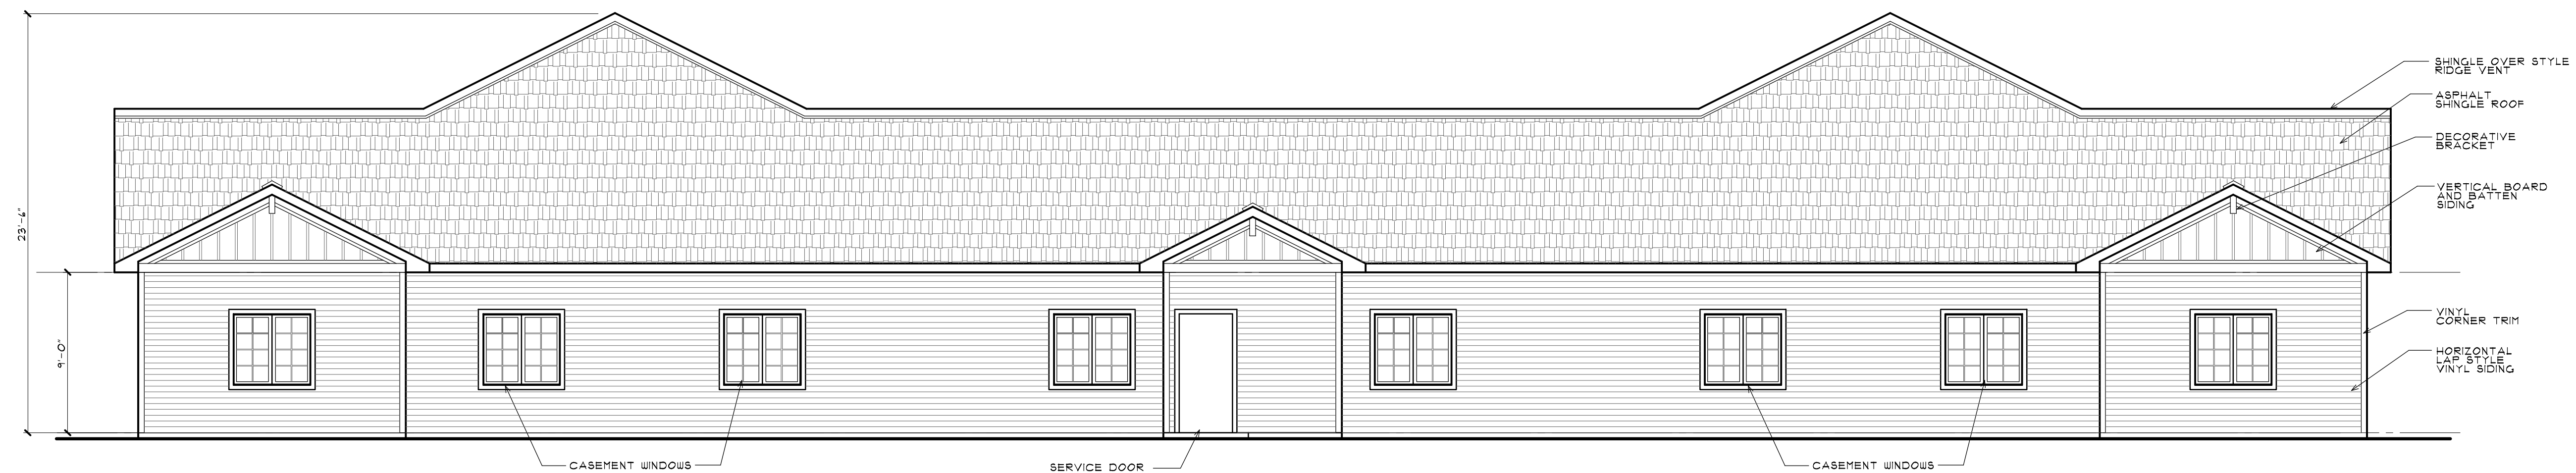 23'-6"
9'-0"
SHINGLE OVER STYLE
RIDGE VENT
ASPHALT
SHINGLE ROOF
DECORATIVE
BRACKET
VERTICAL BOARD
AND BATTEN
SIDING
VINYL
CORNER TRIM
HORIZONTAL
LAP STYLE
VINYL SIDING
CASEMENT WINDOWS
SERVICE DOOR
CASEMENT WINDOWS